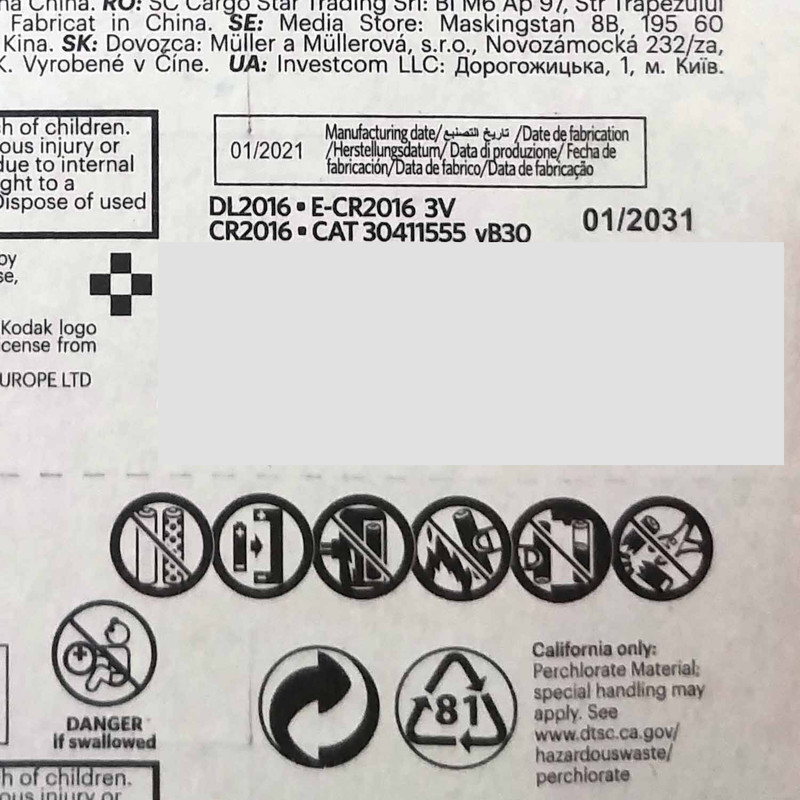 na China. RO: SC Cargo Star Trading Srl: Bl M6 Ap 97, Str Trapezului
Fabricat in China. SE: Media Store: Maskingstan 8B, 195 60
Kina. SK: Dovozca: Müller a Müllerová, s.r.o., Novozámocká 232/za,
K. Vyrobené v Číne. UA: Investcom LLC: Дорогожицька, 1, м. Київ.
h of children.
ous injury or
due to internal
ght to a
Dispose of used
01/2021
Manufacturing date/ تاريخ التصنيع /Date de fabrication
/Herstellungsdatum/ Data di produzione/ Fecha de
fabricación/Data de fabrico/Data de fabricação
DL2016 ▪ E-CR2016 3V
CR2016 ▪ CAT 30411555 vB30
01/2031
by
se,
Kodak logo
cense from
UROPE LTD
DANGER
if swallowed
81
California only:
Perchlorate Material;
special handling may
apply. See
www.dtsc.ca.gov/
hazardouswaste/
perchlorate
h of children.
ous injury or